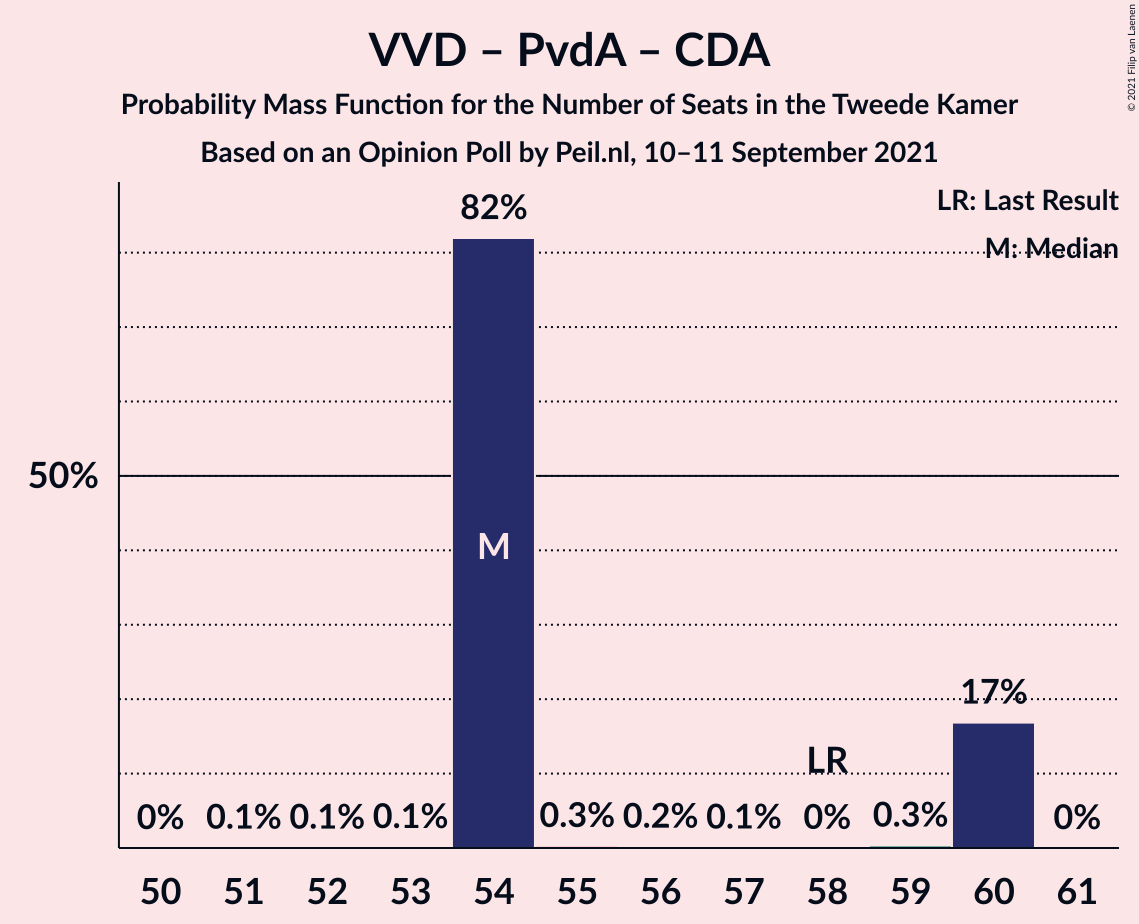 © 2021 Filip van Laenen
VVD – PvdA – CDA
Probability Mass Function for the Number of Seats in the Tweede Kamer
Based on an Opinion Poll by Peil.nl, 10–11 September 2021
LR: Last Result
M: Median
82%
50%
M
17%
LR
0% 0.1% 0.1% 0.1% 0.3% 0.2% 0.1% 0% 0.3% 0%
50 51 52 53 54 55 56 57 58 59 60 61